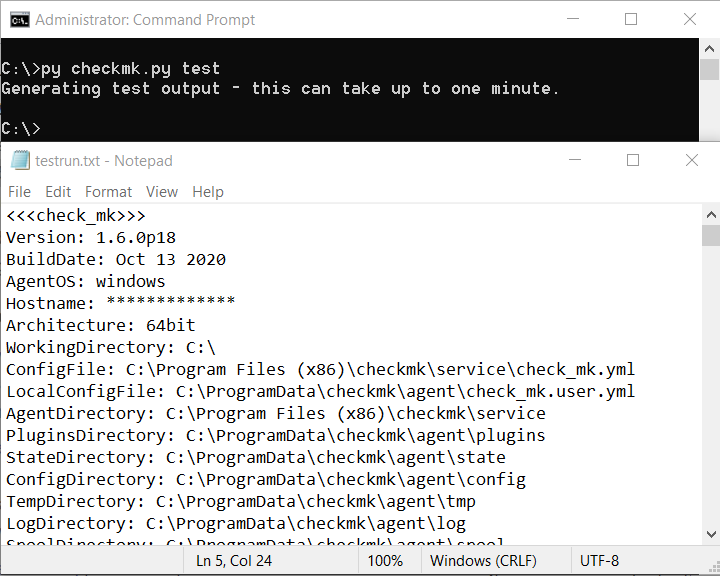 Administrator: Command Prompt
C:\>py checkmk.py test
Generating test output - this can take up to one minute.
C:\>
testrun.txt - Notepad
File Edit Format View Help
<<<check_mk>>>
Version: 1.6.0p18
BuildDate: Oct 13 2020
AgentOS: windows
Hostname: *************
Architecture: 64bit
WorkingDirectory: C:\
ConfigFile: C:\Program Files (x86)\checkmk\service\check_mk.yml
LocalConfigFile: C:\ProgramData\checkmk\agent\check_mk.user.yml
AgentDirectory: C:\Program Files (x86)\checkmk\service
PluginsDirectory: C:\ProgramData\checkmk\agent\plugins
StateDirectory: C:\ProgramData\checkmk\agent\state
ConfigDirectory: C:\ProgramData\checkmk\agent\config
TempDirectory: C:\ProgramData\checkmk\agent\tmp
LogDirectory: C:\ProgramData\checkmk\agent\log
SpoolDirectory: C:\ProgramData\checkmk\agent\spool
Ln 5, Col 24 100% Windows (CRLF) UTF-8